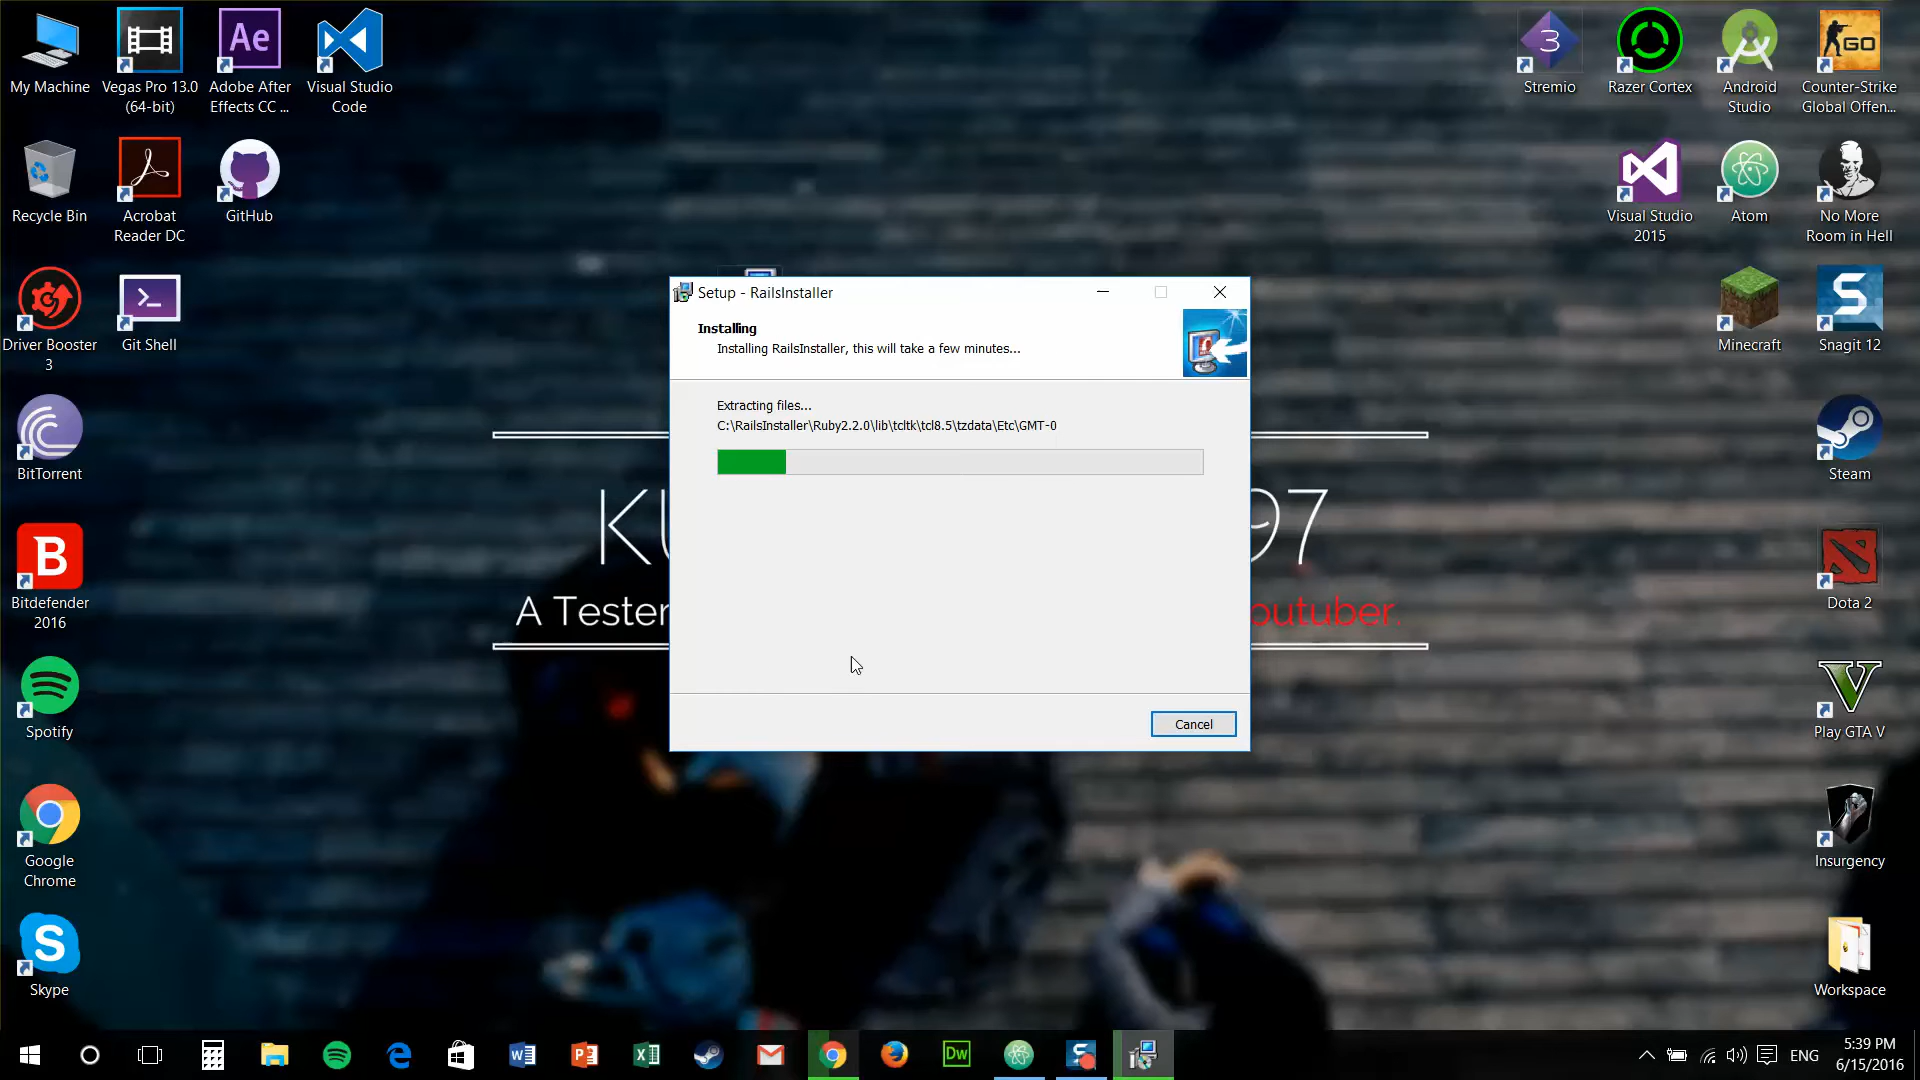 My Machine
Vegas Pro 13.0
(64-bit)
Ae
Adobe After
Effects CC ...
Visual Studio
Code
3
Stremio
Razer Cortex
Android
Studio
GO
Counter-Strike
Global Offen...
Recycle Bin
Acrobat
Reader DC
GitHub
Visual Studio
2015
Atom
No More
Room in Hell
Driver Booster
3
Git Shell
Minecraft
S
Snagit 12
Setup - RailsInstaller
Installing
Installing RailsInstaller, this will take a few minutes...
Extracting files...
C:\RailsInstaller\Ruby2.2.0\lib\tcltk\tcl8.5\tzdata\Etc\GMT-0
Cancel
BitTorrent
Steam
97
A Tester
outuber.
B
Bitdefender
2016
Dota 2
Spotify
V
Play GTA V
Google
Chrome
Insurgency
S
Skype
Workspace
Dw
ENG
5:39 PM
6/15/2016